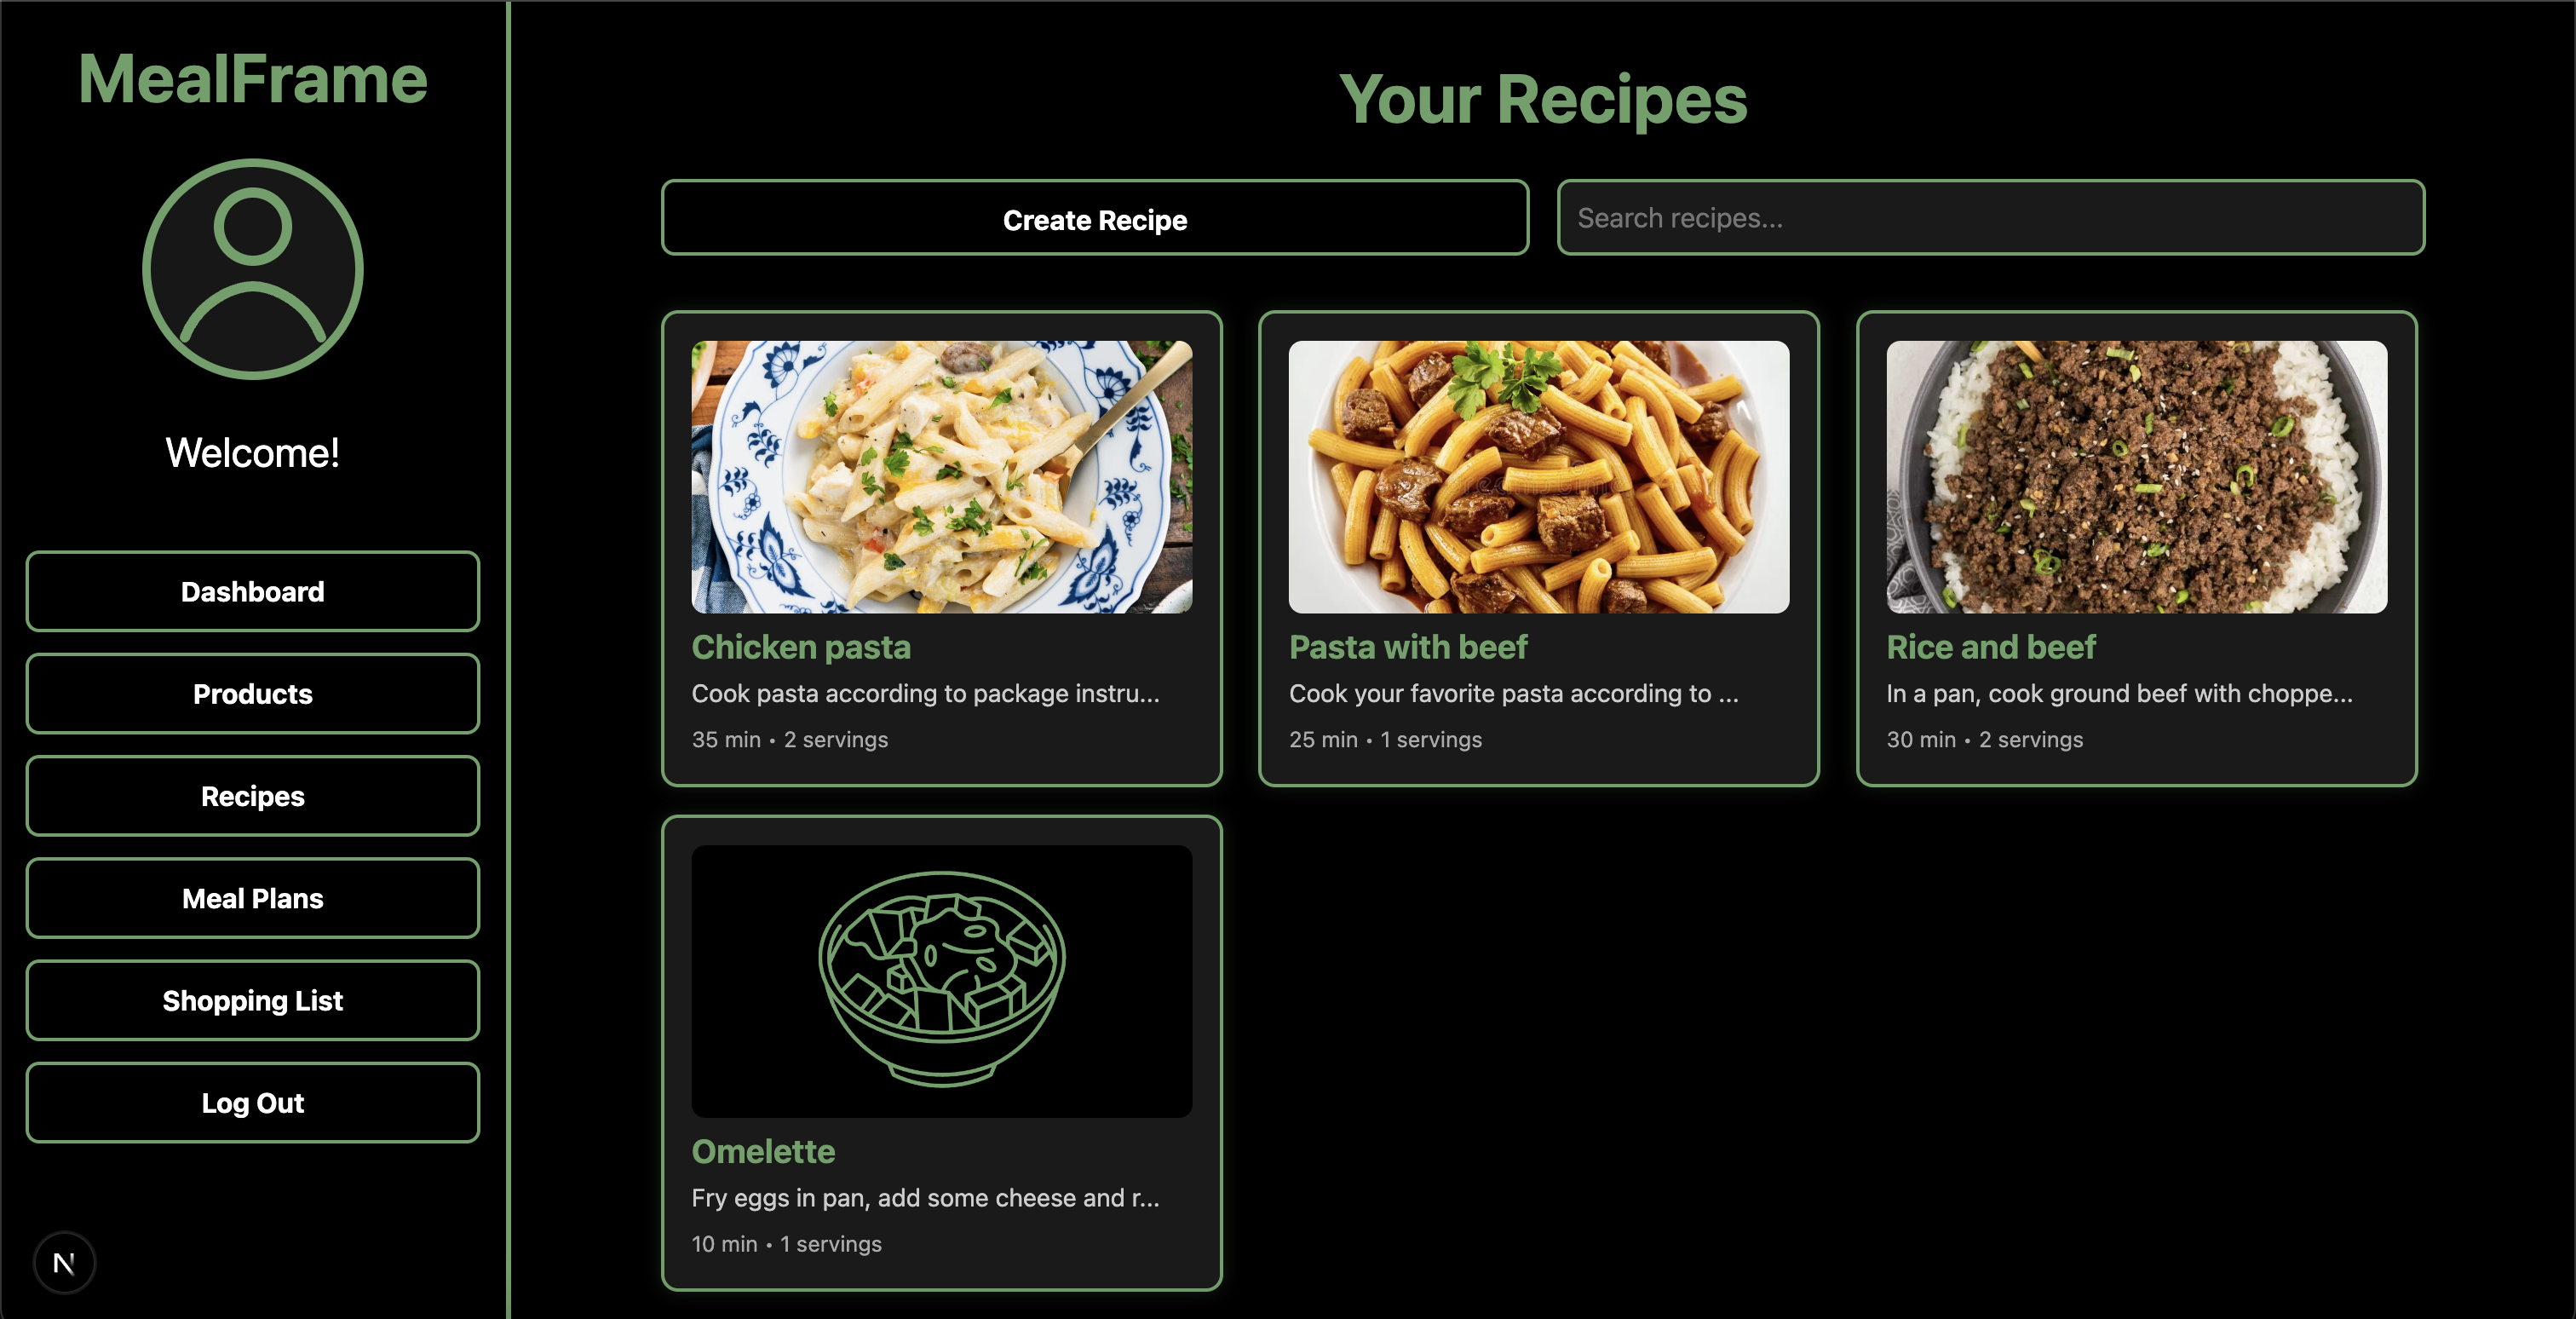 MealFrame
Welcome!
Dashboard
Products
Recipes
Meal Plans
Shopping List
Log Out
N
Your Recipes
Create Recipe
Search recipes...
Chicken pasta
Cook pasta according to package instru...
35 min • 2 servings
Pasta with beef
Cook your favorite pasta according to ...
25 min • 1 servings
Rice and beef
In a pan, cook ground beef with choppe...
30 min • 2 servings
Omelette
Fry eggs in pan, add some cheese and r...
10 min • 1 servings